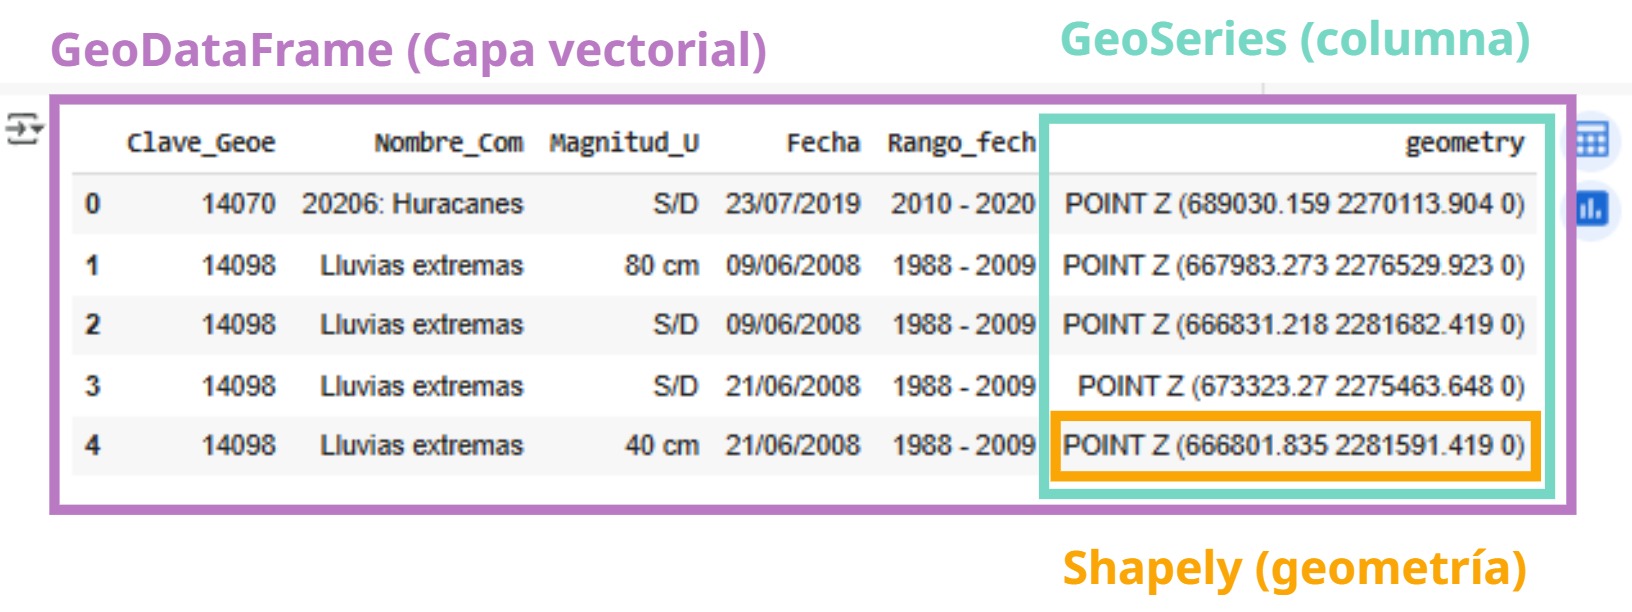 GeoDataFrame (Capa vectorial) GeoSeries (columna)
Clave_Geoe Nombre_Com Magnitud_U Fecha Rango_fech geometry
0 14070 20206: Huracanes S/D 23/07/2019 2010 - 2020 POINT Z (689030.159 2270113.904 0)
1 14098 Lluvias extremas 80 cm 09/06/2008 1988 - 2009 POINT Z (667983.273 2276529.923 0)
2 14098 Lluvias extremas S/D 09/06/2008 1988 - 2009 POINT Z (666831.218 2281682.419 0)
3 14098 Lluvias extremas S/D 21/06/2008 1988 - 2009 POINT Z (673323.27 2275463.648 0)
4 14098 Lluvias extremas 40 cm 21/06/2008 1988 - 2009 POINT Z (666801.835 2281591.419 0)
Shapely (geometría)